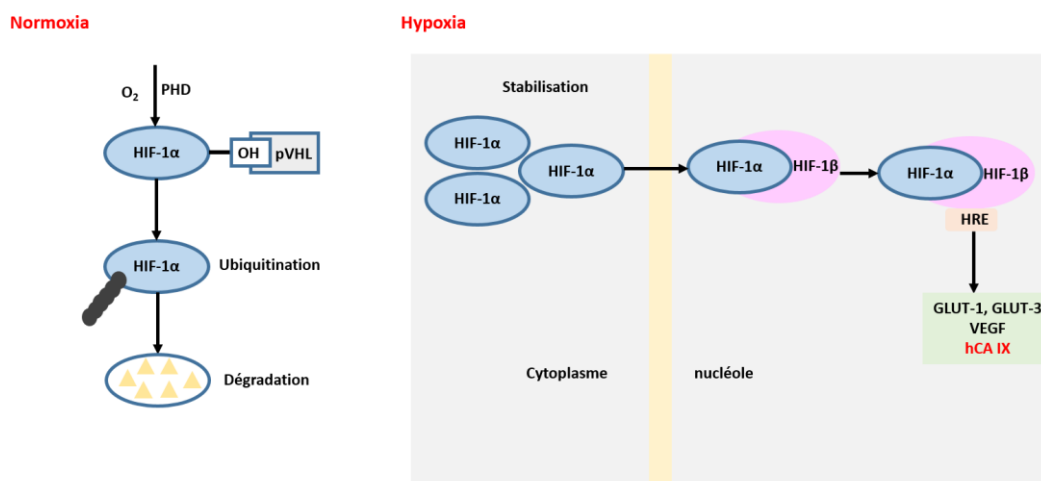 Normoxia
O₂
PHD
HIF-1α
OH
pVHL
HIF-1α
Ubiquitination
Dégradation
Hypoxia
Stabilisation
HIF-1α
HIF-1α
HIF-1α
HIF-1α
HIF-1β
HIF-1α
HIF-1β
HRE
GLUT-1, GLUT-3
VEGF
hCA IX
Cytoplasme
nucléole